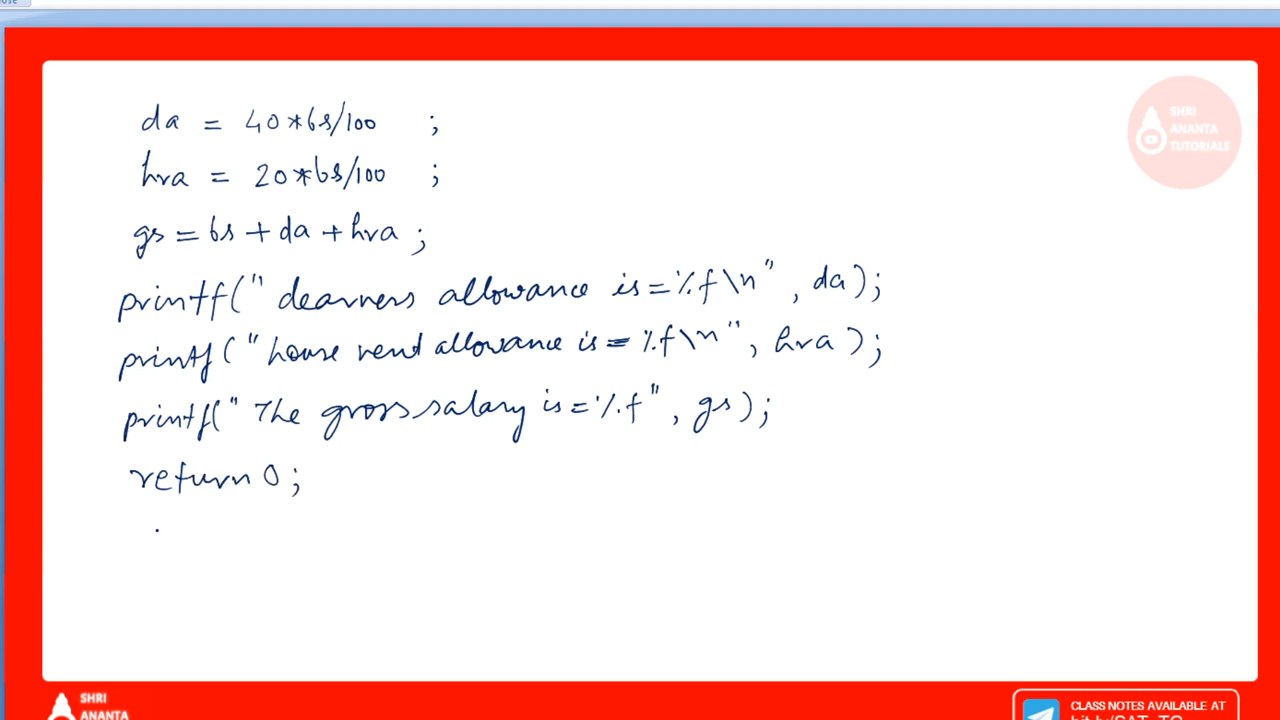 ose
SHRI
ANANTA
TUTORIALS
da = 40*bs/100 ;
hra = 20*bs/100 ;
gs = bs + da + hra ;
printf(" dearners allowance is = %f\n" , da);
printf("house rent allowance is = %f\n", hra);
printf(" The gross salary is = %f" , gs);
return 0;
SHRI
ANANTA
CLASS NOTES AVAILABLE AT